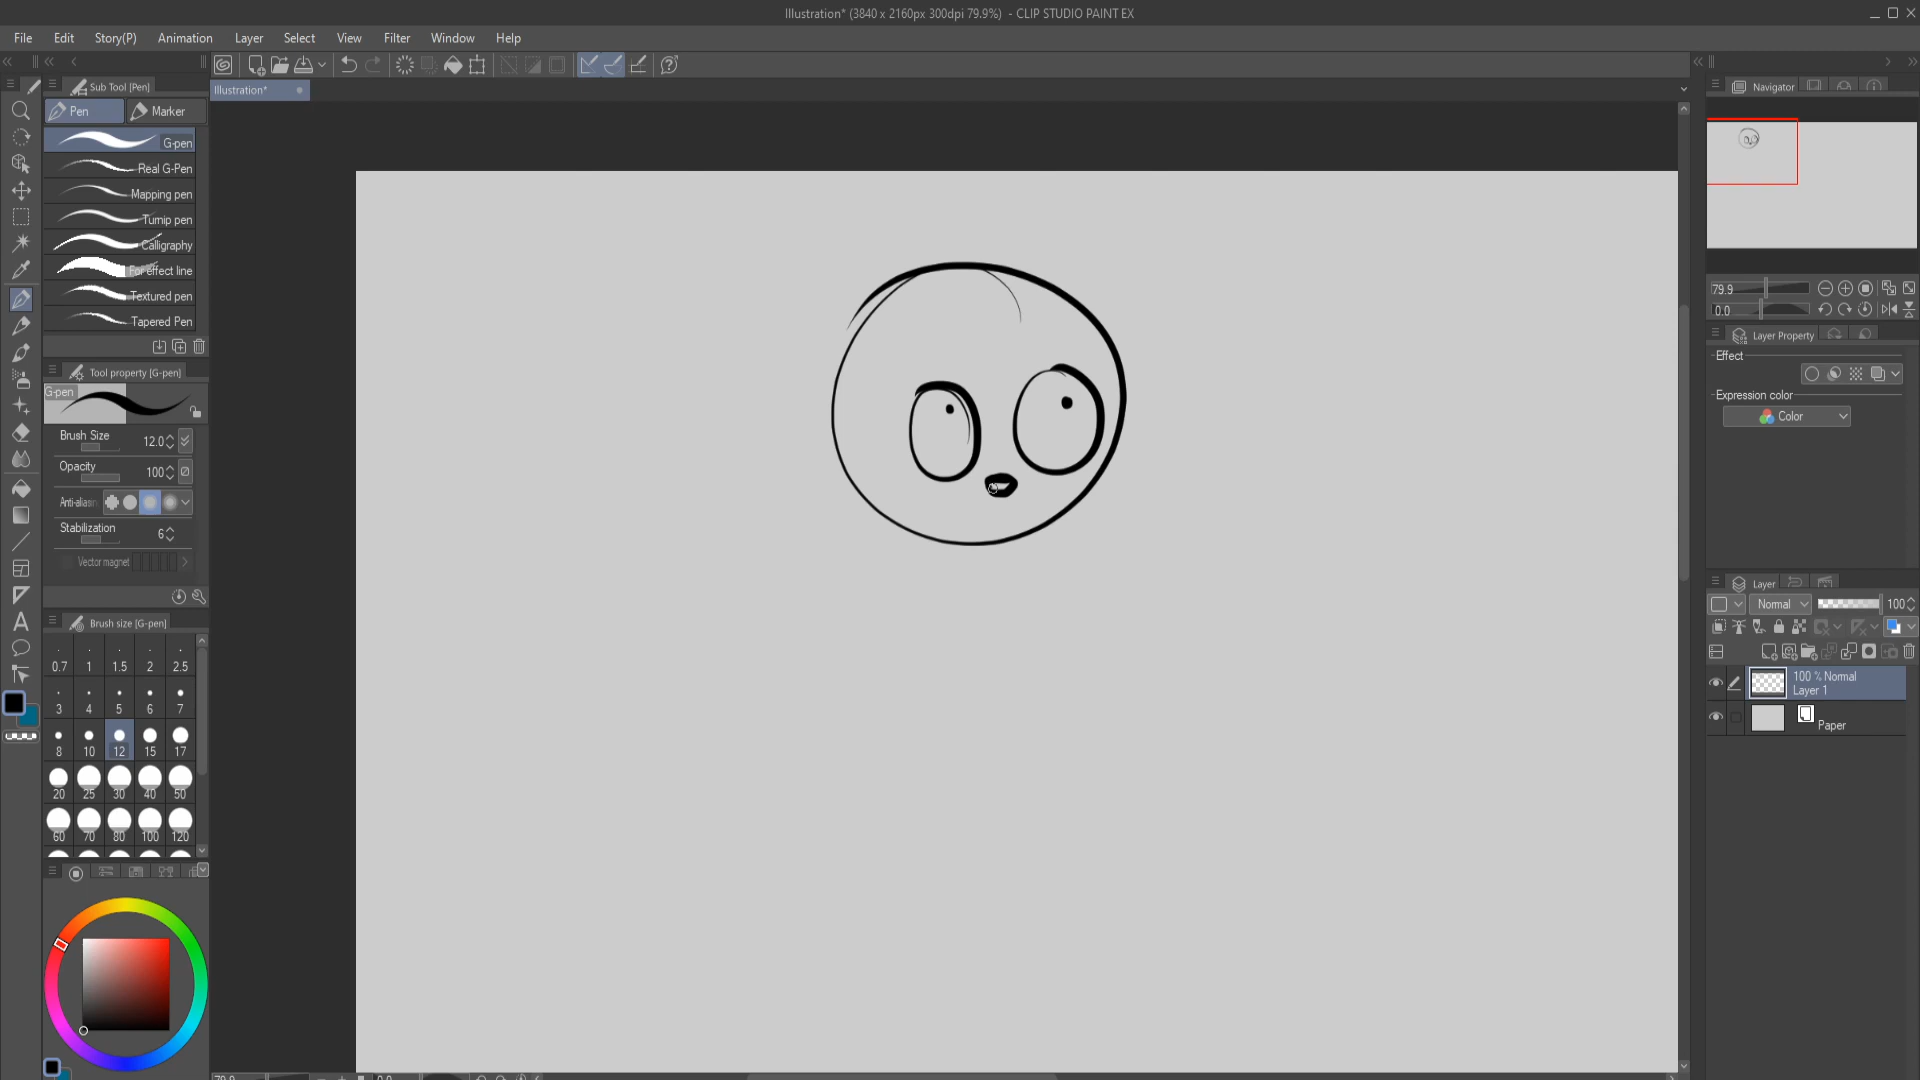 Illustration* (3840 x 2160px 300dpi 79.9%) - CLIP STUDIO PAINT EX
File Edit Story(P) Animation Layer Select View Filter Window Help
Sub Tool [Pen]
Illustration*
Navigator
Pen Marker
G-pen
Real G-Pen
Mapping pen
Turnip pen
Calligraphy
For effect line
Textured pen
Tapered Pen
Tool property [G-pen]
G-pen
Brush Size 12.0
Opacity 100
Anti-aliasin
Stabilization 6
Vector magnet
Brush size [G-pen]
0.7 1 1.5 2 2.5
3 4 5 6 7
8 10 12 15 17
20 25 30 40 50
60 70 80 100 120
79.9 0.0
79.9
0.0
Layer Property
Effect
Expression color
Color
Layer
Normal 100
100 % Normal
Layer 1
Paper